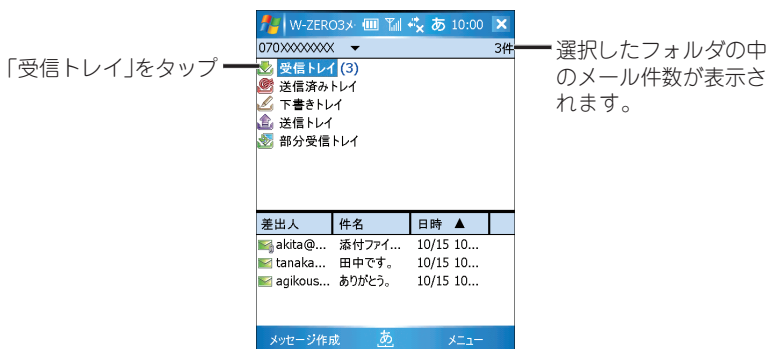 W-ZERO3メ あ 10:00
070XXXXXXXX 3件
「受信トレイ」をタップ
選択したフォルダの中
のメール件数が表示さ
れます。
受信トレイ (3)
送信済みトレイ
下書きトレイ
送信トレイ
部分受信トレイ
差出人 件名 日時 ▲
akita@... 添付ファイ... 10/15 10...
tanaka... 田中です。 10/15 10...
agikous... ありがとう。 10/15 10...
メッセージ作成 あ メニュー